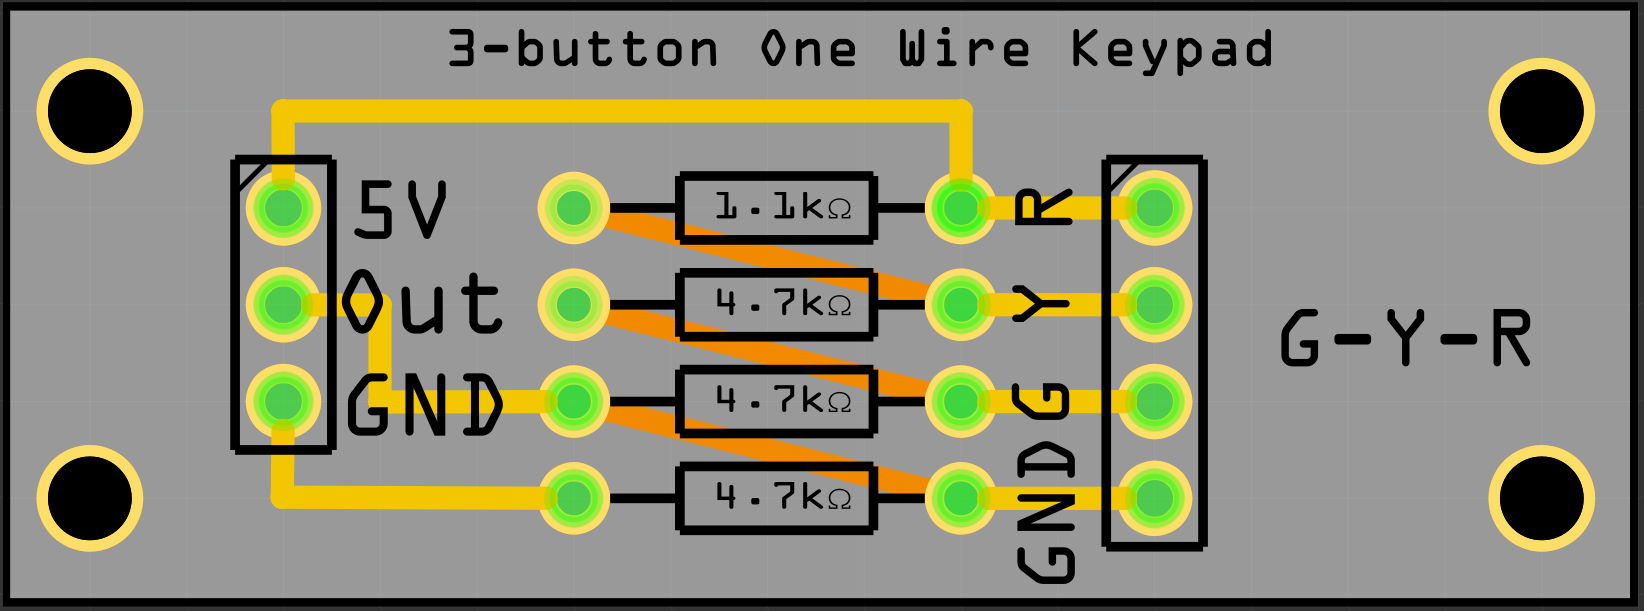 3-button One Wire Keypad
5V
Out
GND
1.1kΩ
4.7kΩ
4.7kΩ
4.7kΩ
R
Y
G
GND
G-Y-R